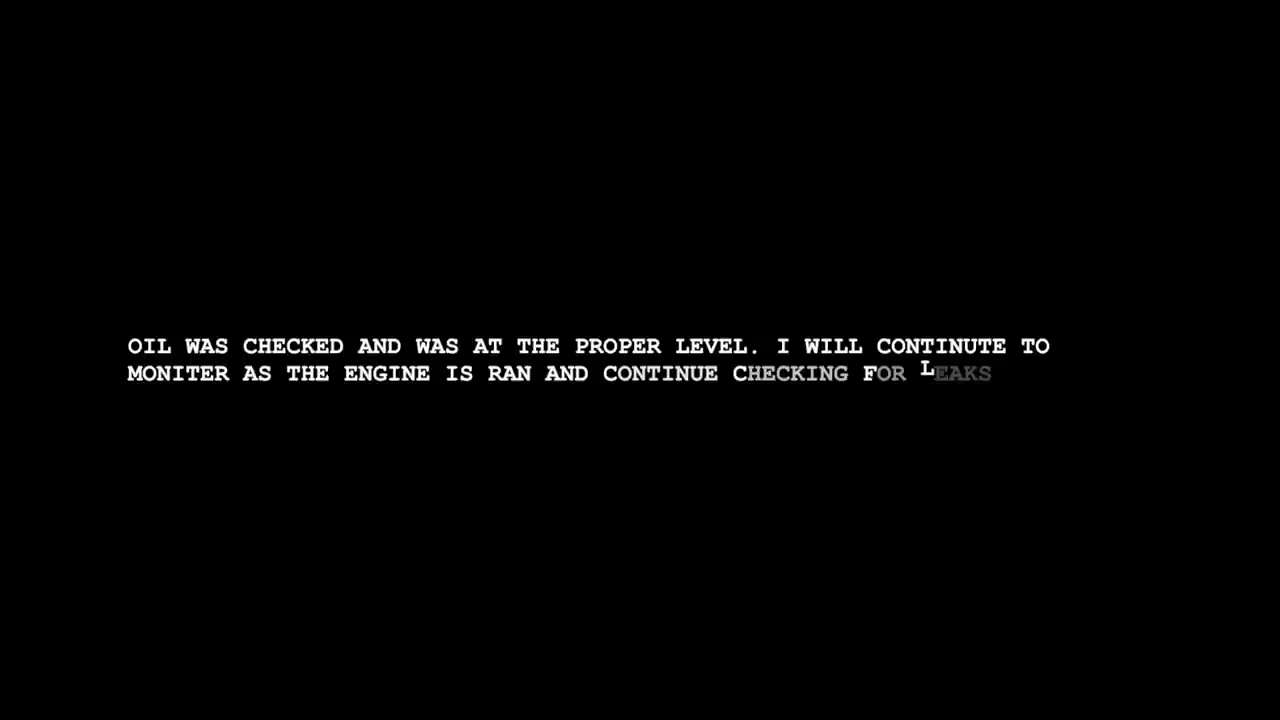 OIL WAS CHECKED AND WAS AT THE PROPER LEVEL. I WILL CONTINUTE TO
MONITER AS THE ENGINE IS RAN AND CONTINUE CHECKING FOR LEAKS